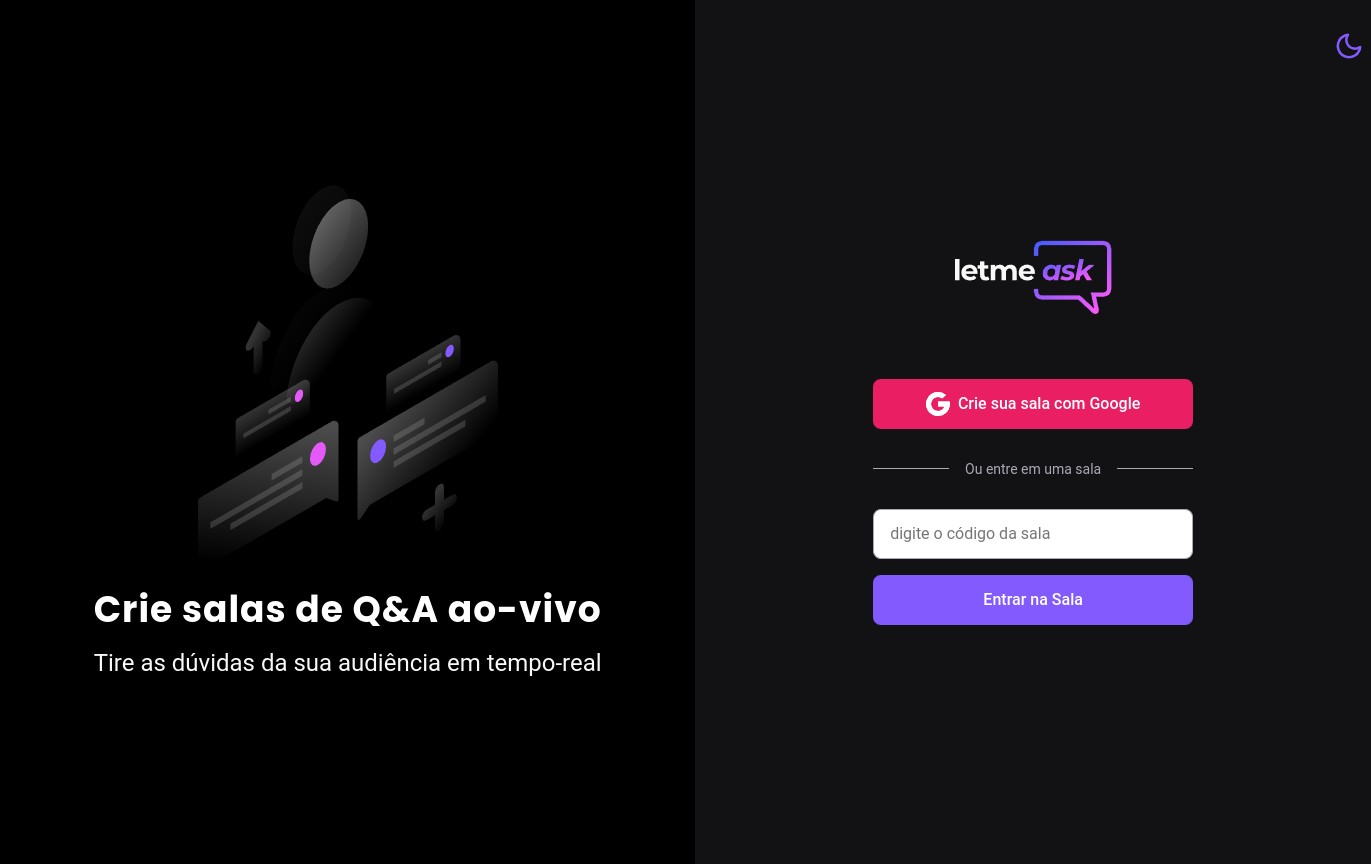 Crie salas de Q&A ao-vivo
Tire as dúvidas da sua audiência em tempo-real
letme ask
Crie sua sala com Google
Ou entre em uma sala
digite o código da sala
Entrar na Sala